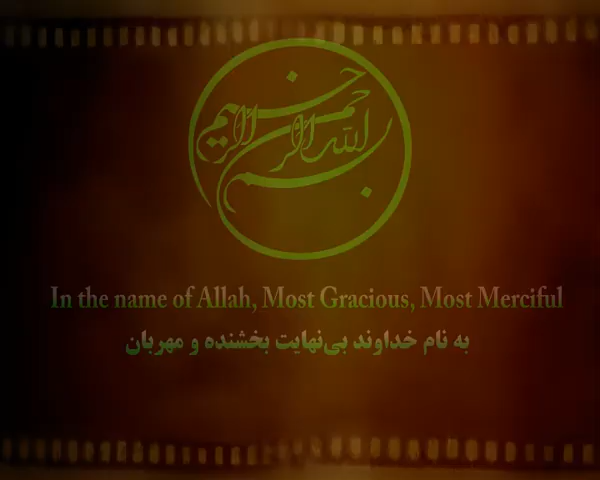 بسم الله الرحمن الرحیم
In the name of Allah, Most Gracious, Most Merciful
به نام خداوند بی‌نهایت بخشنده و مهربان